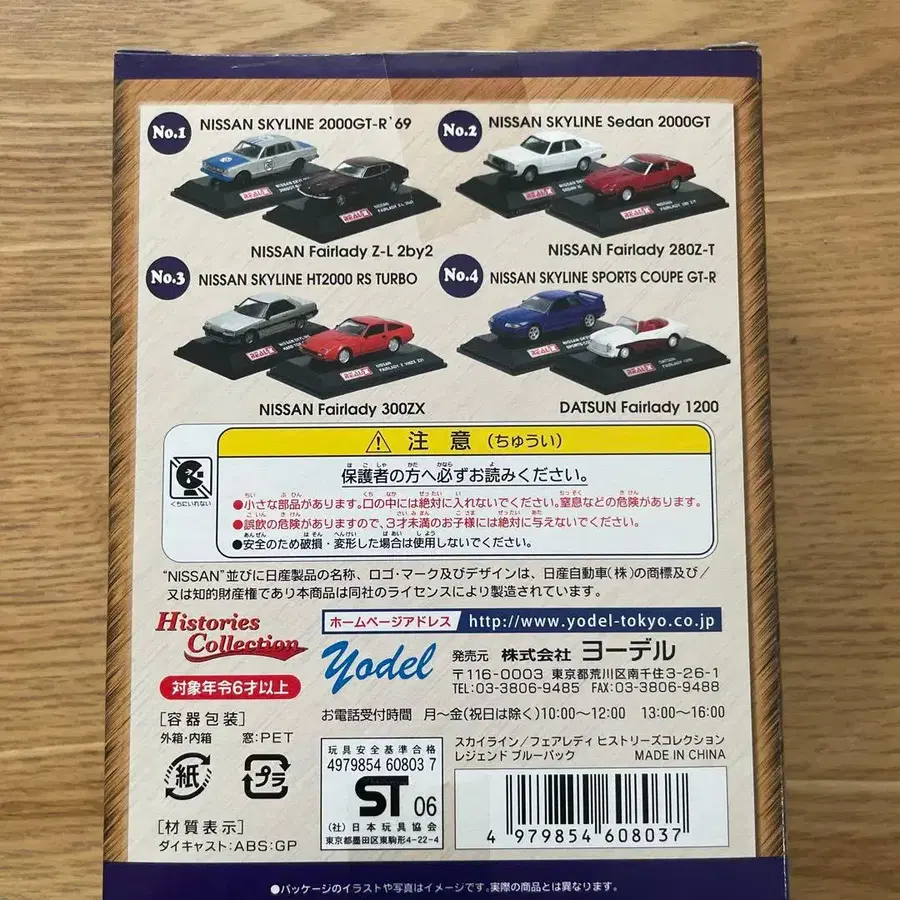 No.1 NISSAN SKYLINE 2000GT-R'69
NISSAN Fairlady Z-L 2by2
No.2 NISSAN SKYLINE Sedan 2000GT
NISSAN Fairlady 280Z-T
No.3 NISSAN SKYLINE HT2000 RS TURBO
NISSAN Fairlady 300ZX
No.4 NISSAN SKYLINE SPORTS COUPE GT-R
DATSUN Fairlady 1200
注意(ちゅうい)
保護者の方へ必ずお読みください。
くちにいれない
●小さな部品があります。口の中には絶対に入れないでください。窒息などの危険があります。
●誤飲の危険がありますので、3才未満のお子様には絶対に与えないでください。
●安全のため破損・変形した場合は使用しないでください。
"NISSAN"並びに日産製品の名称、ロゴ・マーク及びデザインは、日産自動車(株)の商標及び/
又は知的財産権であり本商品は同社のライセンスにより製造されています。
Histories
Collection
ホームページアドレス http://www.yodel-tokyo.co.jp
Yodel 発売元 株式会社 ヨーデル
〒116-0003 東京都荒川区南千住3-26-1
TEL:03-3806-9485 FAX:03-3806-9488
対象年令6才以上
お電話受付時間 月~金(祝日は除く)10:00~12:00 13:00~16:00
[容器包装]
外箱・内箱 窓:PET
紙 プラ
[材質表示]
ダイキャスト:ABS:GP
玩具安全基準合格
4979854 60803 7
ST 06
(社)日本玩具協会
東京都墨田区東駒形4-22-4
スカイライン/フェアレディ ヒストリーズコレクション
レジェンド ブルーバック MADE IN CHINA
4 979854 608037
●パッケージのイラストや写真はイメージです。実際の商品とは異なります。